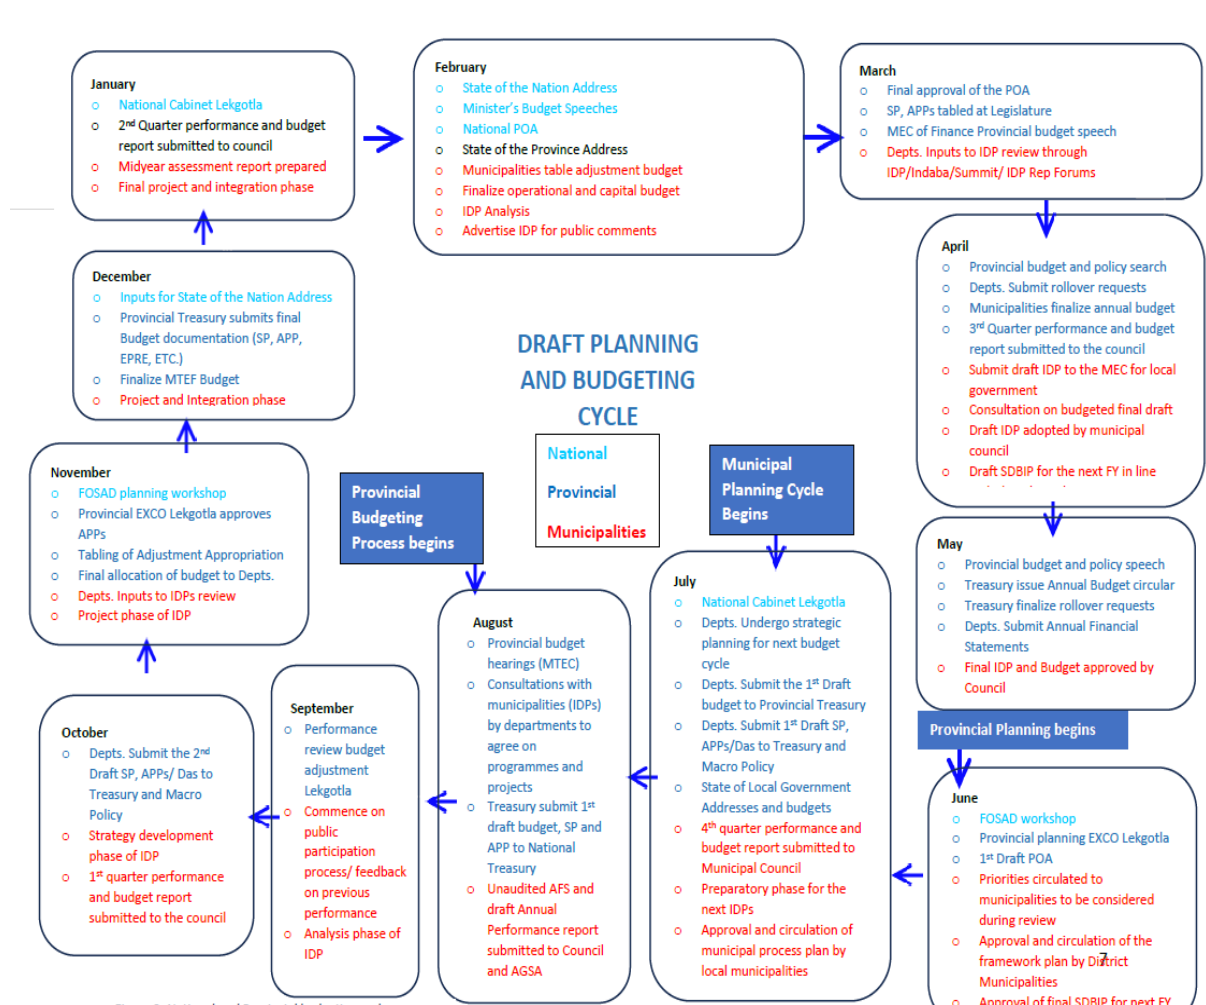 January
o National Cabinet Lekgotla
o 2nd Quarter performance and budget
report submitted to council
o Midyear assessment report prepared
o Final project and integration phase
February
o State of the Nation Address
o Minister's Budget Speeches
o National POA
o State of the Province Address
o Municipalities table adjustment budget
o Finalize operational and capital budget
o IDP Analysis
o Advertise IDP for public comments
March
o Final approval of the POA
o SP, APPs tabled at Legislature
o MEC of Finance Provincial budget speech
o Depts. Inputs to IDP review through
IDP/Indaba/Summit/ IDP Rep Forums
April
o Provincial budget and policy search
o Depts. Submit rollover requests
o Municipalities finalize annual budget
o 3rd Quarter performance and budget
report submitted to the council
o Submit draft IDP to the MEC for local
government
o Consultation on budgeted final draft
o Draft IDP adopted by municipal
council
o Draft SDBIP for the next FY in line
May
o Provincial budget and policy speech
o Treasury issue Annual Budget circular
o Treasury finalize rollover requests
o Depts. Submit Annual Financial
Statements
o Final IDP and Budget approved by
Council
Provincial Planning begins
June
o FOSAD workshop
o Provincial planning EXCO Lekgotla
o 1st Draft POA
o Priorities circulated to
municipalities to be considered
during review
o Approval and circulation of the
framework plan by District
Municipalities
o Approval of final SDBIP for next FY
7
DRAFT PLANNING
AND BUDGETING
CYCLE
National
Provincial
Municipalities
Municipal
Planning Cycle
Begins
July
o National Cabinet Lekgotla
o Depts. Undergo strategic
planning for next budget
cycle
o Depts. Submit the 1st Draft
budget to Provincial Treasury
o Depts. Submit 1st Draft SP,
APPs/Das to Treasury and
Macro Policy
o State of Local Government
Addresses and budgets
o 4th quarter performance and
budget report submitted to
Municipal Council
o Preparatory phase for the
next IDPs
o Approval and circulation of
municipal process plan by
local municipalities
Provincial
Budgeting
Process begins
August
o Provincial budget
hearings (MTEC)
o Consultations with
municipalities (IDPs)
by departments to
agree on
programmes and
projects
o Treasury submit 1st
draft budget, SP and
APP to National
Treasury
o Unaudited AFS and
draft Annual
Performance report
submitted to Council
and AGSA
September
o Performance
review budget
adjustment
Lekgotla
o Commence on
public
participation
process/ feedback
on previous
performance
o Analysis phase of
IDP
October
o Depts. Submit the 2nd
Draft SP, APPs/ Das to
Treasury and Macro
Policy
o Strategy development
phase of IDP
o 1st quarter performance
and budget report
submitted to the council
November
o FOSAD planning workshop
o Provincial EXCO Lekgotla approves
APPs
o Tabling of Adjustment Appropriation
o Final allocation of budget to Depts.
o Depts. Inputs to IDPs review
o Project phase of IDP
December
o Inputs for State of the Nation Address
o Provincial Treasury submits final
Budget documentation (SP, APP,
EPRE, ETC.)
o Finalize MTEF Budget
o Project and Integration phase